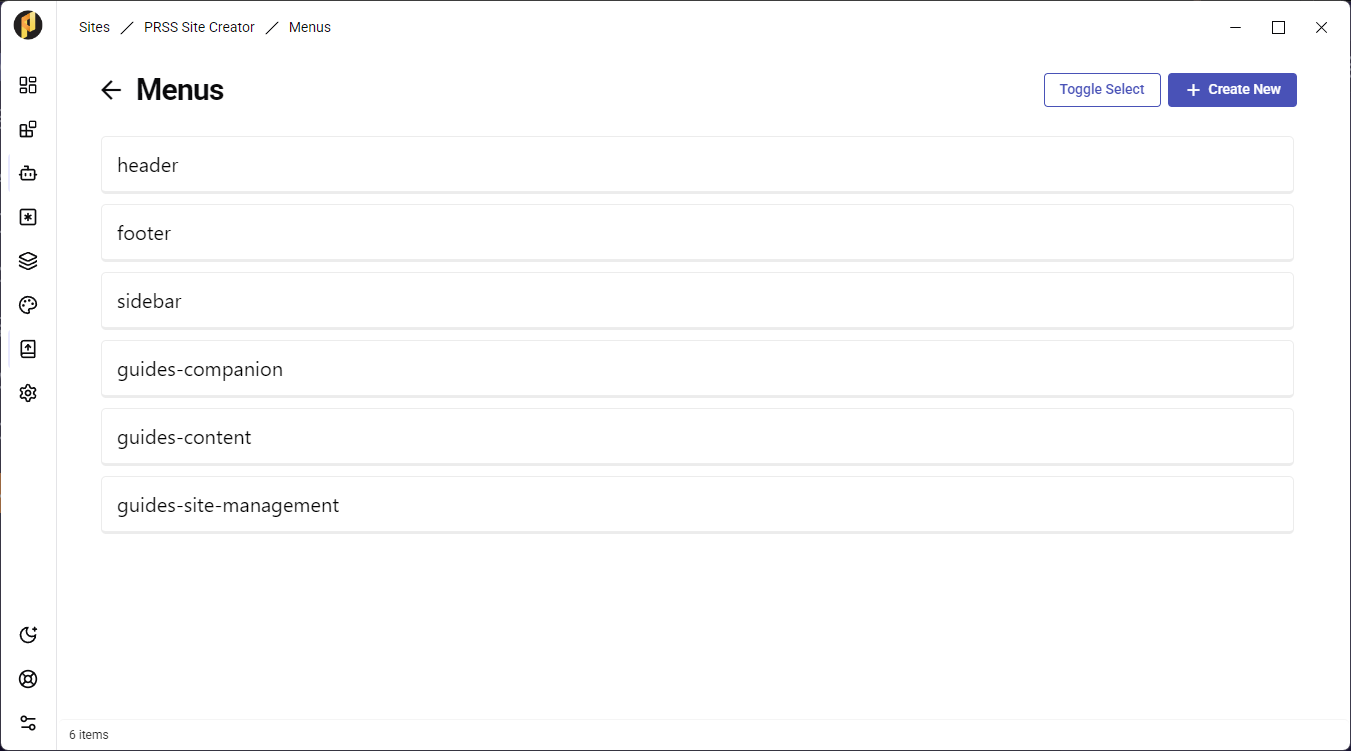 Sites / PRSS Site Creator / Menus
Menus
Toggle Select
+ Create New
header
footer
sidebar
guides-companion
guides-content
guides-site-management
6 items